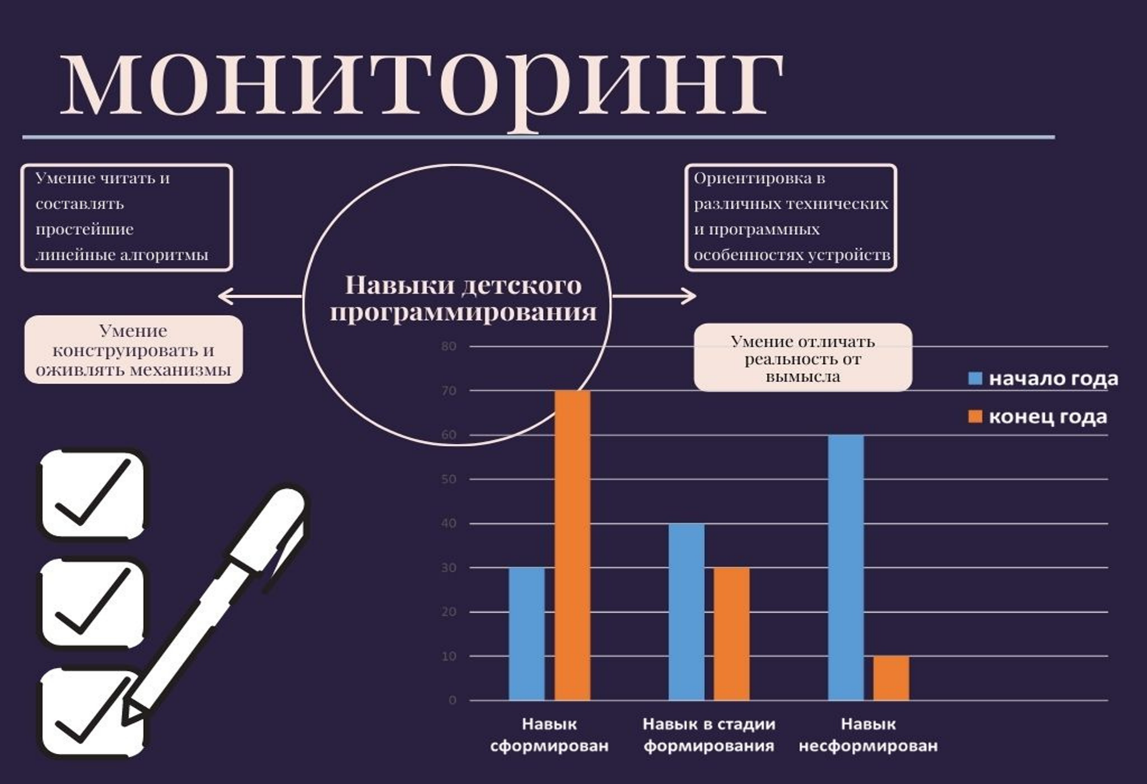 мониторинг
Умение читать и
составлять
простейшие
линейные алгоритмы
Ориентировка в
различных технических
и программных
особенностях устройств
Навыки детского
программирования
Умение
конструировать и
оживлять механизмы
Умение отличать
реальность от
вымысла
начало года
конец года
80
70
60
50
40
30
20
10
0
Навык
сформирован
Навык в стадии
формирования
Навык
несформирован